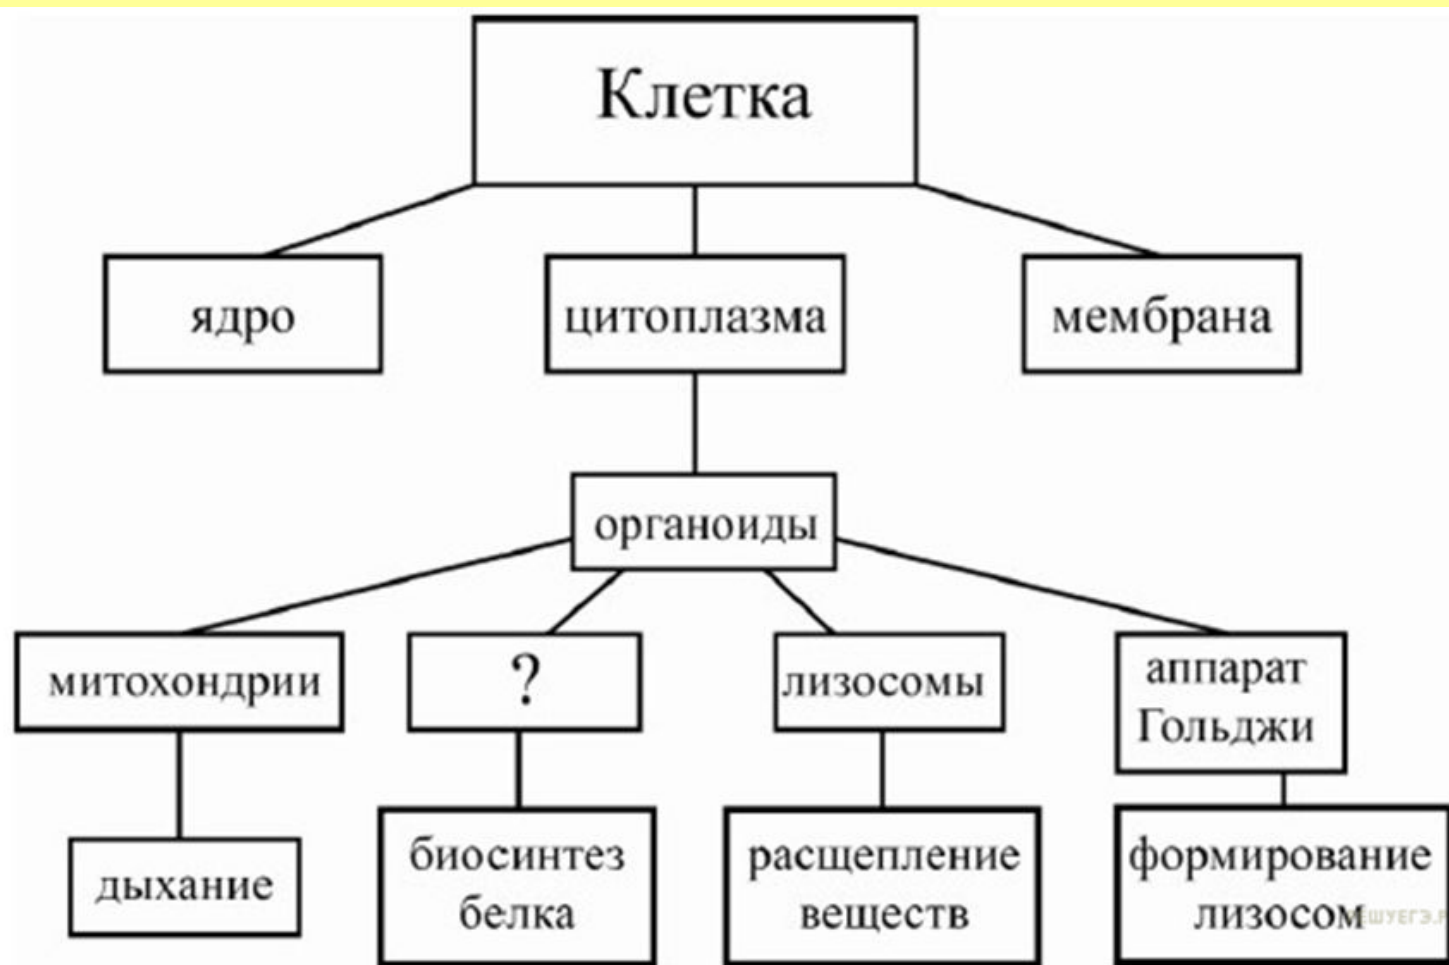 Клетка
ядро
цитоплазма
мембрана
органоиды
митохондрии
?
лизосомы
аппарат
Гольджи
дыхание
биосинтез
белка
расщепление
веществ
формирование
лизосом